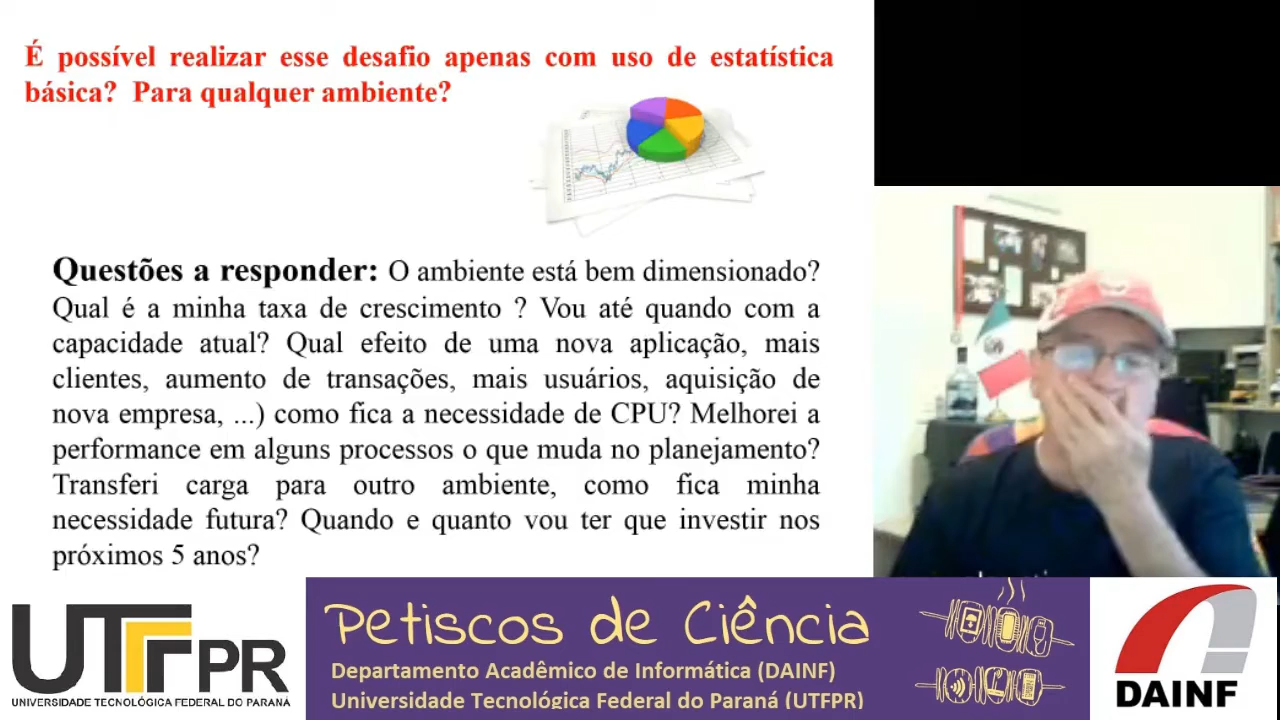 É possível realizar esse desafio apenas com uso de estatística
básica? Para qualquer ambiente?
Questões a responder: O ambiente está bem dimensionado?
Qual é a minha taxa de crescimento ? Vou até quando com a
capacidade atual? Qual efeito de uma nova aplicação, mais
clientes, aumento de transações, mais usuários, aquisição de
nova empresa, ...) como fica a necessidade de CPU? Melhorei a
performance em alguns processos o que muda no planejamento?
Transferi carga para outro ambiente, como fica minha
necessidade futura? Quando e quanto vou ter que investir nos
próximos 5 anos?
UTFPR
UNIVERSIDADE TECNOLÓGICA FEDERAL DO PARANÁ
Petiscos de Ciência
Departamento Acadêmico de Informática (DAINF)
Universidade Tecnológica Federal do Paraná (UTFPR)
DAINF